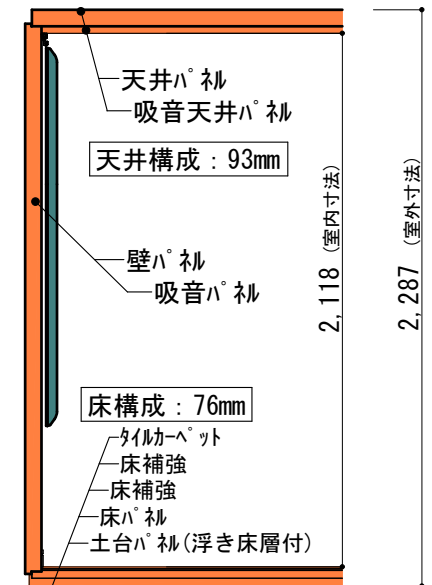 天井ﾊﾟﾈﾙ
吸音天井ﾊﾟﾈﾙ
天井構成：93mm
壁ﾊﾟﾈﾙ
吸音ﾊﾟﾈﾙ
2,118 (室内寸法)
2,287 (室外寸法)
床構成：76mm
ﾀｲﾙｶｰﾍﾟｯﾄ
床補強
床補強
床ﾊﾟﾈﾙ
土台ﾊﾟﾈﾙ(浮き床層付)